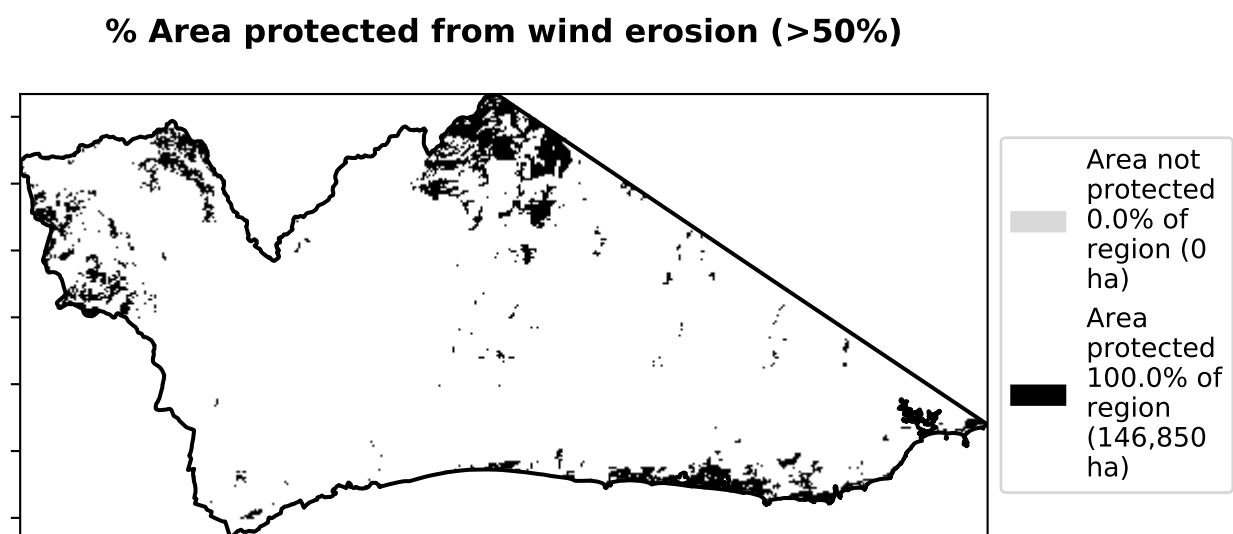 % Area protected from wind erosion (>50%)
Area not
protected
0.0% of
region (0
ha)
Area
protected
100.0% of
region
(146,850
ha)